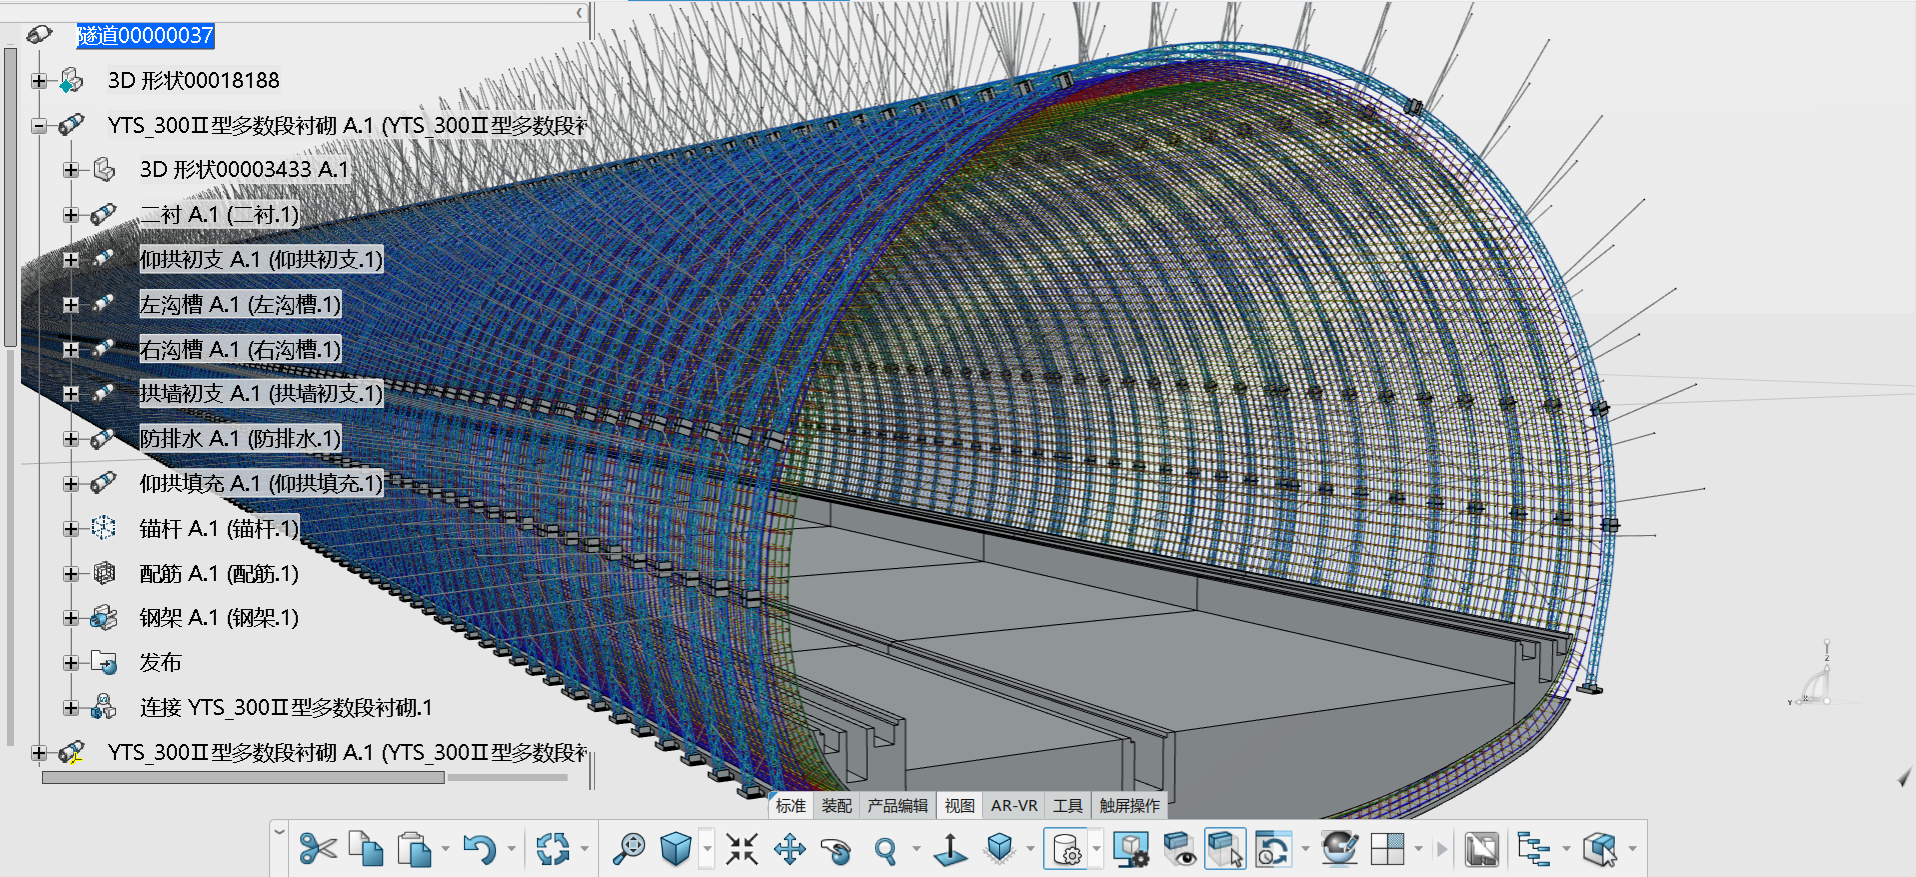 隧道00000037
3D 形状00018188
YTS_300Ⅱ型多数段衬砌 A.1 (YTS_300Ⅱ型多数段衬
3D 形状00003433 A.1
二衬 A.1 (二衬.1)
仰拱初支 A.1 (仰拱初支.1)
左沟槽 A.1 (左沟槽.1)
右沟槽 A.1 (右沟槽.1)
拱墙初支 A.1 (拱墙初支.1)
防排水 A.1 (防排水.1)
仰拱填充 A.1 (仰拱填充.1)
锚杆 A.1 (锚杆.1)
配筋 A.1 (配筋.1)
钢架 A.1 (钢架.1)
发布
连接 YTS_300Ⅱ型多数段衬砌.1
YTS_300Ⅱ型多数段衬砌 A.1 (YTS_300Ⅱ型多数段衬
Z
Y X
标准 装配 产品编辑 视图 AR-VR 工具 触屏操作